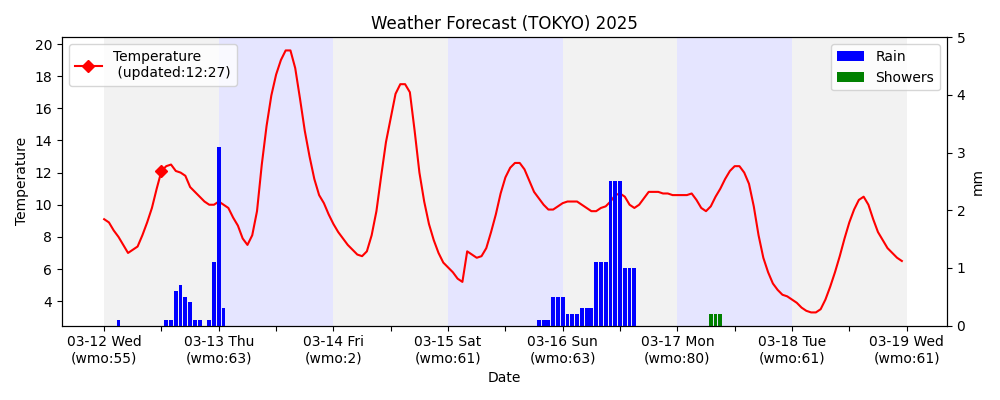 Weather Forecast (TOKYO) 2025
Temperature
(updated:12:27)
Rain
Showers
Temperature
20
18
16
14
12
10
8
6
4
5
4
3
2
1
0
mm
03-12 Wed
(wmo:55)
03-13 Thu
(wmo:63)
03-14 Fri
(wmo:2)
03-15 Sat
(wmo:61)
03-16 Sun
(wmo:63)
03-17 Mon
(wmo:80)
03-18 Tue
(wmo:61)
03-19 Wed
(wmo:61)
Date